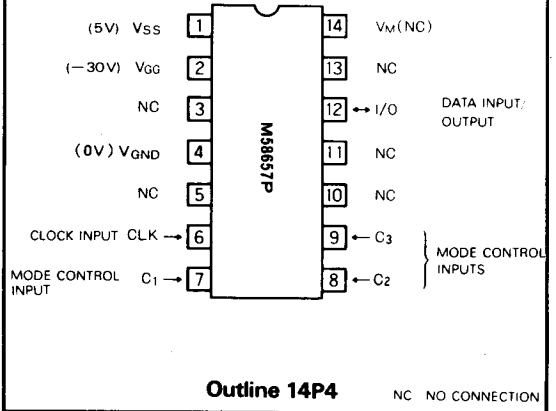 (5V) VSS 1 14 VM(NC)
(−30V) VGG 2 13 NC
NC 3 12 ↔ I/O DATA INPUT/
OUTPUT
(0V) VGND 4 11 NC
NC 5 10 NC
CLOCK INPUT CLK → 6 9 ← C3
MODE CONTROL
INPUTS
MODE CONTROL
INPUT C1 → 7 8 ← C2
M58657P
Outline 14P4
NC NO CONNECTION